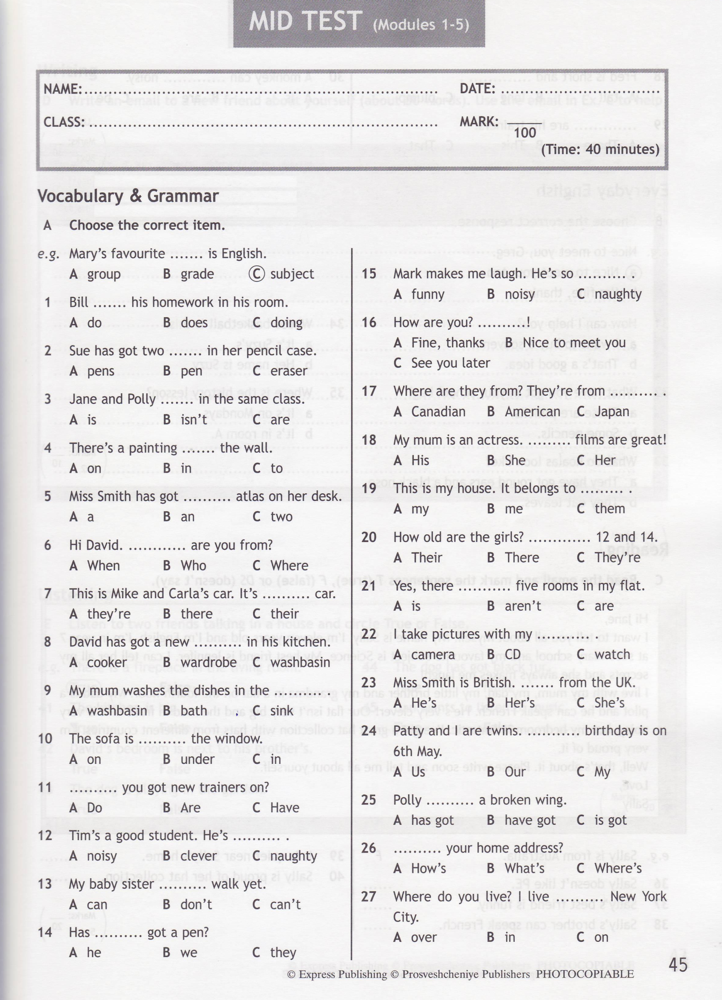 MID TEST (Modules 1-5)
NAME:........................................................................ DATE: .................................
CLASS:....................................................................... MARK: ______
100
(Time: 40 minutes)
Vocabulary & Grammar
A Choose the correct item.
e.g. Mary's favourite ....... is English.
A group B grade C subject
1 Bill ....... his homework in his room.
A do B does C doing
2 Sue has got two ....... in her pencil case.
A pens B pen C eraser
3 Jane and Polly ....... in the same class.
A is B isn't C are
4 There's a painting ....... the wall.
A on B in C to
5 Miss Smith has got .......... atlas on her desk.
A a B an C two
6 Hi David. ............ are you from?
A When B Who C Where
7 This is Mike and Carla's car. It's .......... car.
A they're B there C their
8 David has got a new .......... in his kitchen.
A cooker B wardrobe C washbasin
9 My mum washes the dishes in the .......... .
A washbasin B bath C sink
10 The sofa is .......... the window.
A on B under C in
11 .......... you got new trainers on?
A Do B Are C Have
12 Tim's a good student. He's .......... .
A noisy B clever C naughty
13 My baby sister .......... walk yet.
A can B don't C can't
14 Has .......... got a pen?
A he B we C they
15 Mark makes me laugh. He's so .......... .
A funny B noisy C naughty
16 How are you? .......... !
A Fine, thanks B Nice to meet you
C See you later
17 Where are they from? They're from .......... .
A Canadian B American C Japan
18 My mum is an actress. ......... films are great!
A His B She C Her
19 This is my house. It belongs to ......... .
A my B me C them
20 How old are the girls? ............. 12 and 14.
A Their B There C They're
21 Yes, there ........... five rooms in my flat.
A is B aren't C are
22 I take pictures with my .......... .
A camera B CD C watch
23 Miss Smith is British. ....... from the UK.
A He's B Her's C She's
24 Patty and I are twins. ........... birthday is on
6th May.
A Us B Our C My
25 Polly .......... a broken wing.
A has got B have got C is got
26 .......... your home address?
A How's B What's C Where's
27 Where do you live? I live .......... New York
City.
A over B in C on
45
© Express Publishing © Prosveshcheniye Publishers PHOTOCOPIABLE